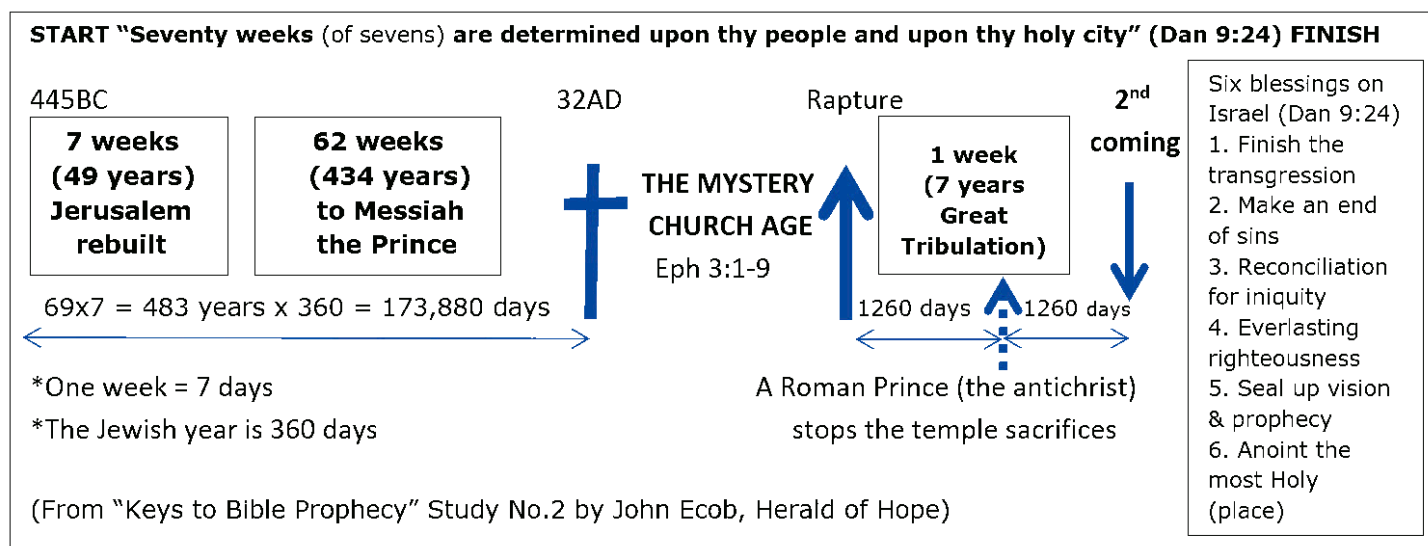 START “Seventy weeks (of sevens) are determined upon thy people and upon thy holy city” (Dan 9:24) FINISH
445BC
7 weeks
(49 years)
Jerusalem
rebuilt
62 weeks
(434 years)
to Messiah
the Prince
69x7 = 483 years x 360 = 173,880 days
32AD
THE MYSTERY
CHURCH AGE
Eph 3:1-9
Rapture
1 week
(7 years
Great
Tribulation)
2nd
coming
1260 days
1260 days
*One week = 7 days
*The Jewish year is 360 days
A Roman Prince (the antichrist)
stops the temple sacrifices
(From “Keys to Bible Prophecy” Study No.2 by John Ecob, Herald of Hope)
Six blessings on
Israel (Dan 9:24)
1. Finish the
transgression
2. Make an end
of sins
3. Reconciliation
for iniquity
4. Everlasting
righteousness
5. Seal up vision
& prophecy
6. Anoint the
most Holy
(place)